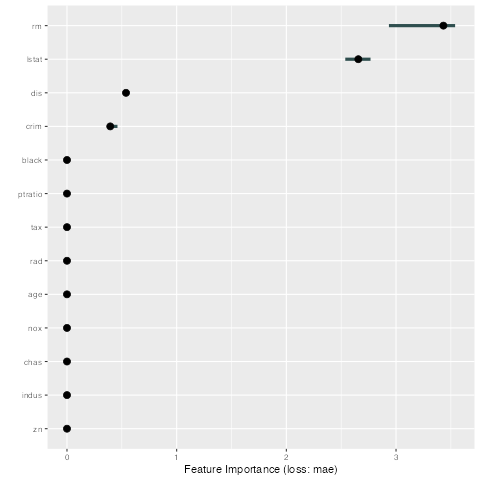 rm
lstat
dis
crim
black
ptratio
tax
rad
age
nox
chas
indus
zn
0 1 2 3
Feature Importance (loss: mae)